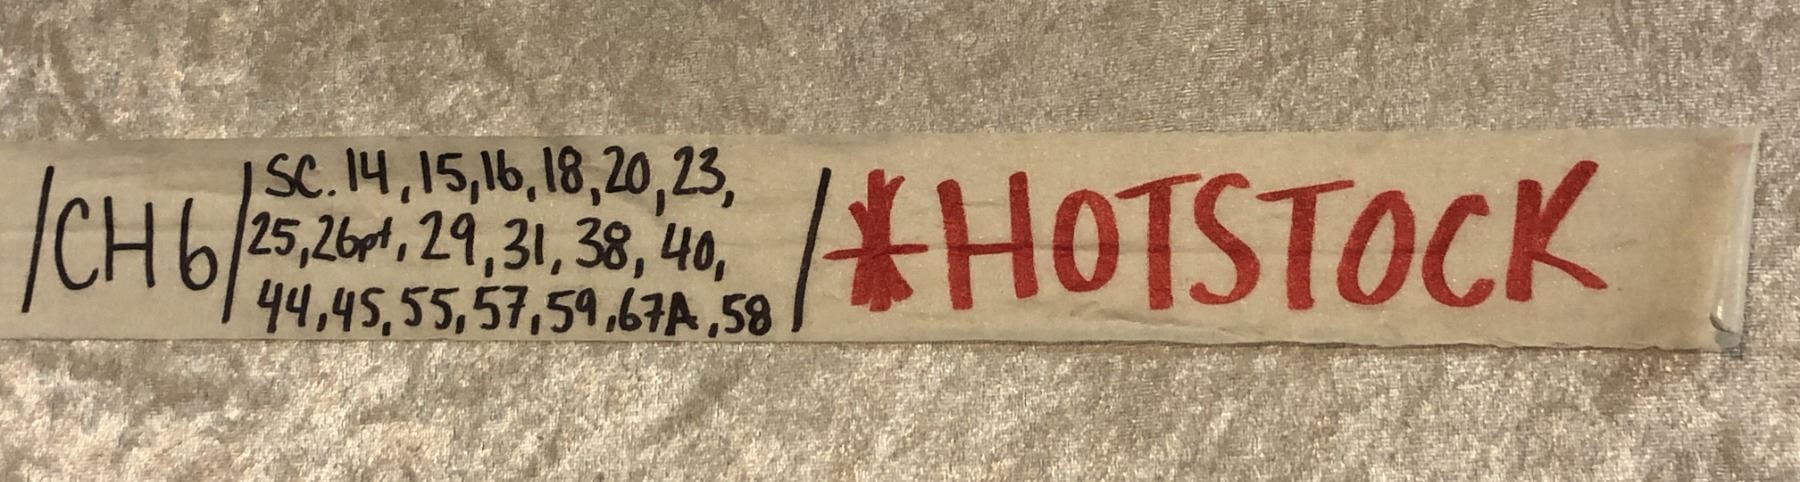 /CH 6/
SC. 14, 15, 16, 18, 20, 23,
25, 26pt, 29, 31, 38, 40,
44, 45, 55, 57, 59, 67A, 58
/*HOTSTOCK